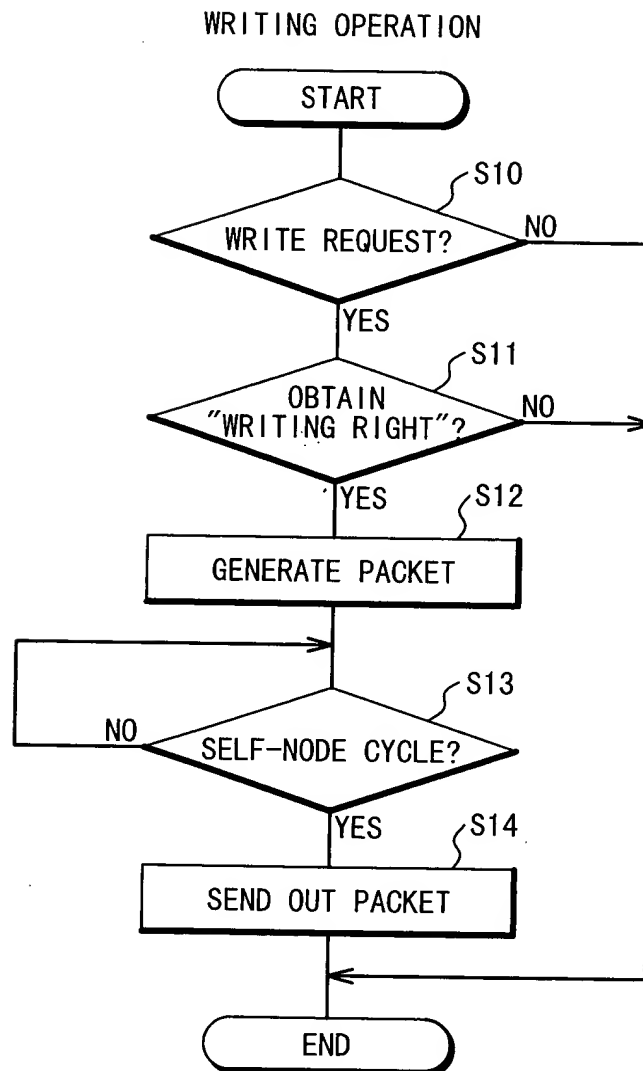 WRITING OPERATION
START
S10
WRITE REQUEST?
NO
YES
S11
OBTAIN
"WRITING RIGHT"?
NO
YES
S12
GENERATE PACKET
S13
NO
SELF-NODE CYCLE?
YES
S14
SEND OUT PACKET
END